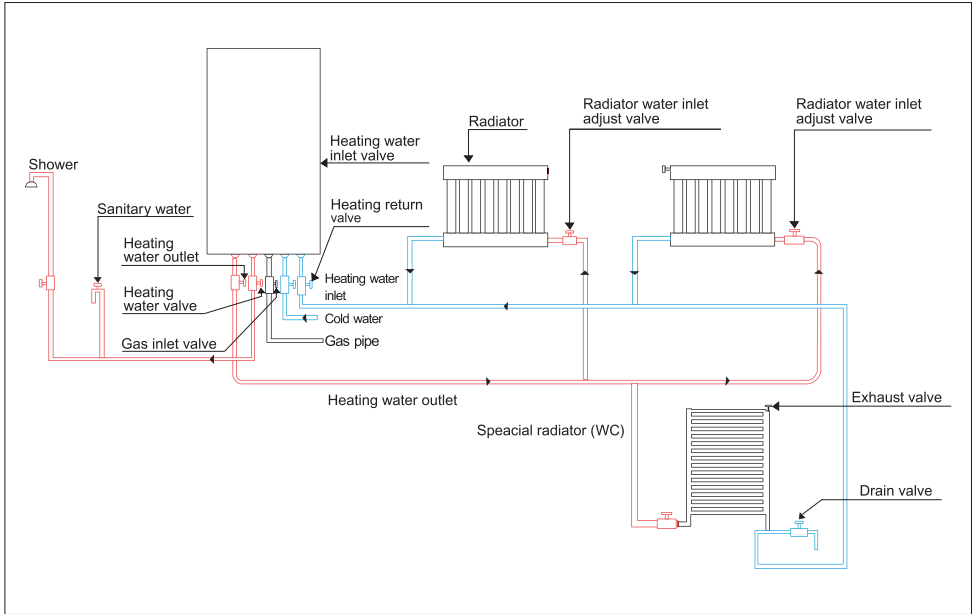 Radiator water inlet
adjust valve
Radiator water inlet
adjust valve
Radiator
Heating water
inlet valve
Shower
Heating return
valve
Sanitary water
Heating
water outlet
Heating water
inlet
Heating
water valve
Cold water
Gas inlet valve
Gas pipe
Heating water outlet
Exhaust valve
Speacial radiator (WC)
Drain valve